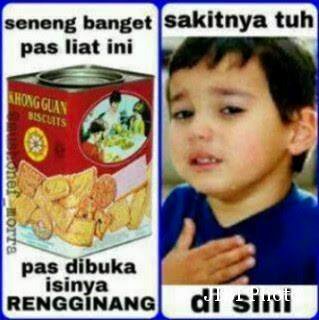 seneng banget
pas liat ini
KHONG GUAN
BISCUITS
pas dibuka
isinya
RENGGINANG
sakitnya tuh
di sini